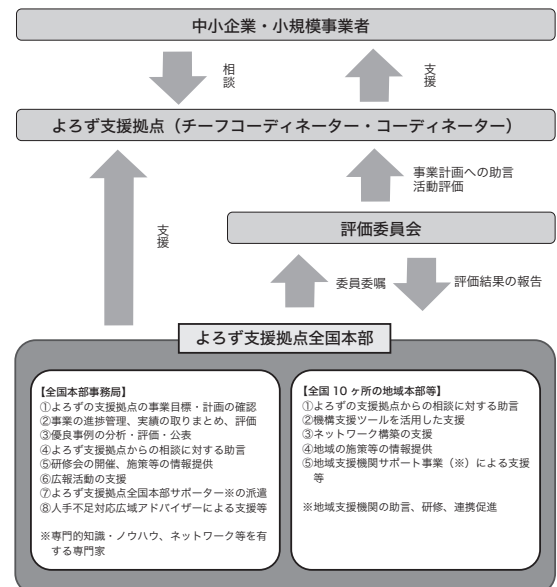 中小企業・小規模事業者
相談
支援
よろず支援拠点（チーフコーディネーター・コーディネーター）
事業計画への助言
活動評価
支援
評価委員会
委員委嘱
評価結果の報告
よろず支援拠点全国本部
【全国本部事務局】
①よろずの支援拠点の事業目標・計画の確認
②事業の進捗管理、実績の取りまとめ、評価
③優良事例の分析・評価・公表
④よろず支援拠点からの相談に対する助言
⑤研修会の開催、施策等の情報提供
⑥広報活動の支援
⑦よろず支援拠点全国本部サポーター※の派遣
⑧人手不足対応広域アドバイザーによる支援等
※専門的知識・ノウハウ、ネットワーク等を有
する専門家
【全国 10 ヶ所の地域本部等】
①よろずの支援拠点からの相談に対する助言
②機構支援ツールを活用した支援
③ネットワーク構築の支援
④地域の施策等の情報提供
⑤地域支援機関サポート事業（※）による支援
等
※地域支援機関の助言、研修、連携促進